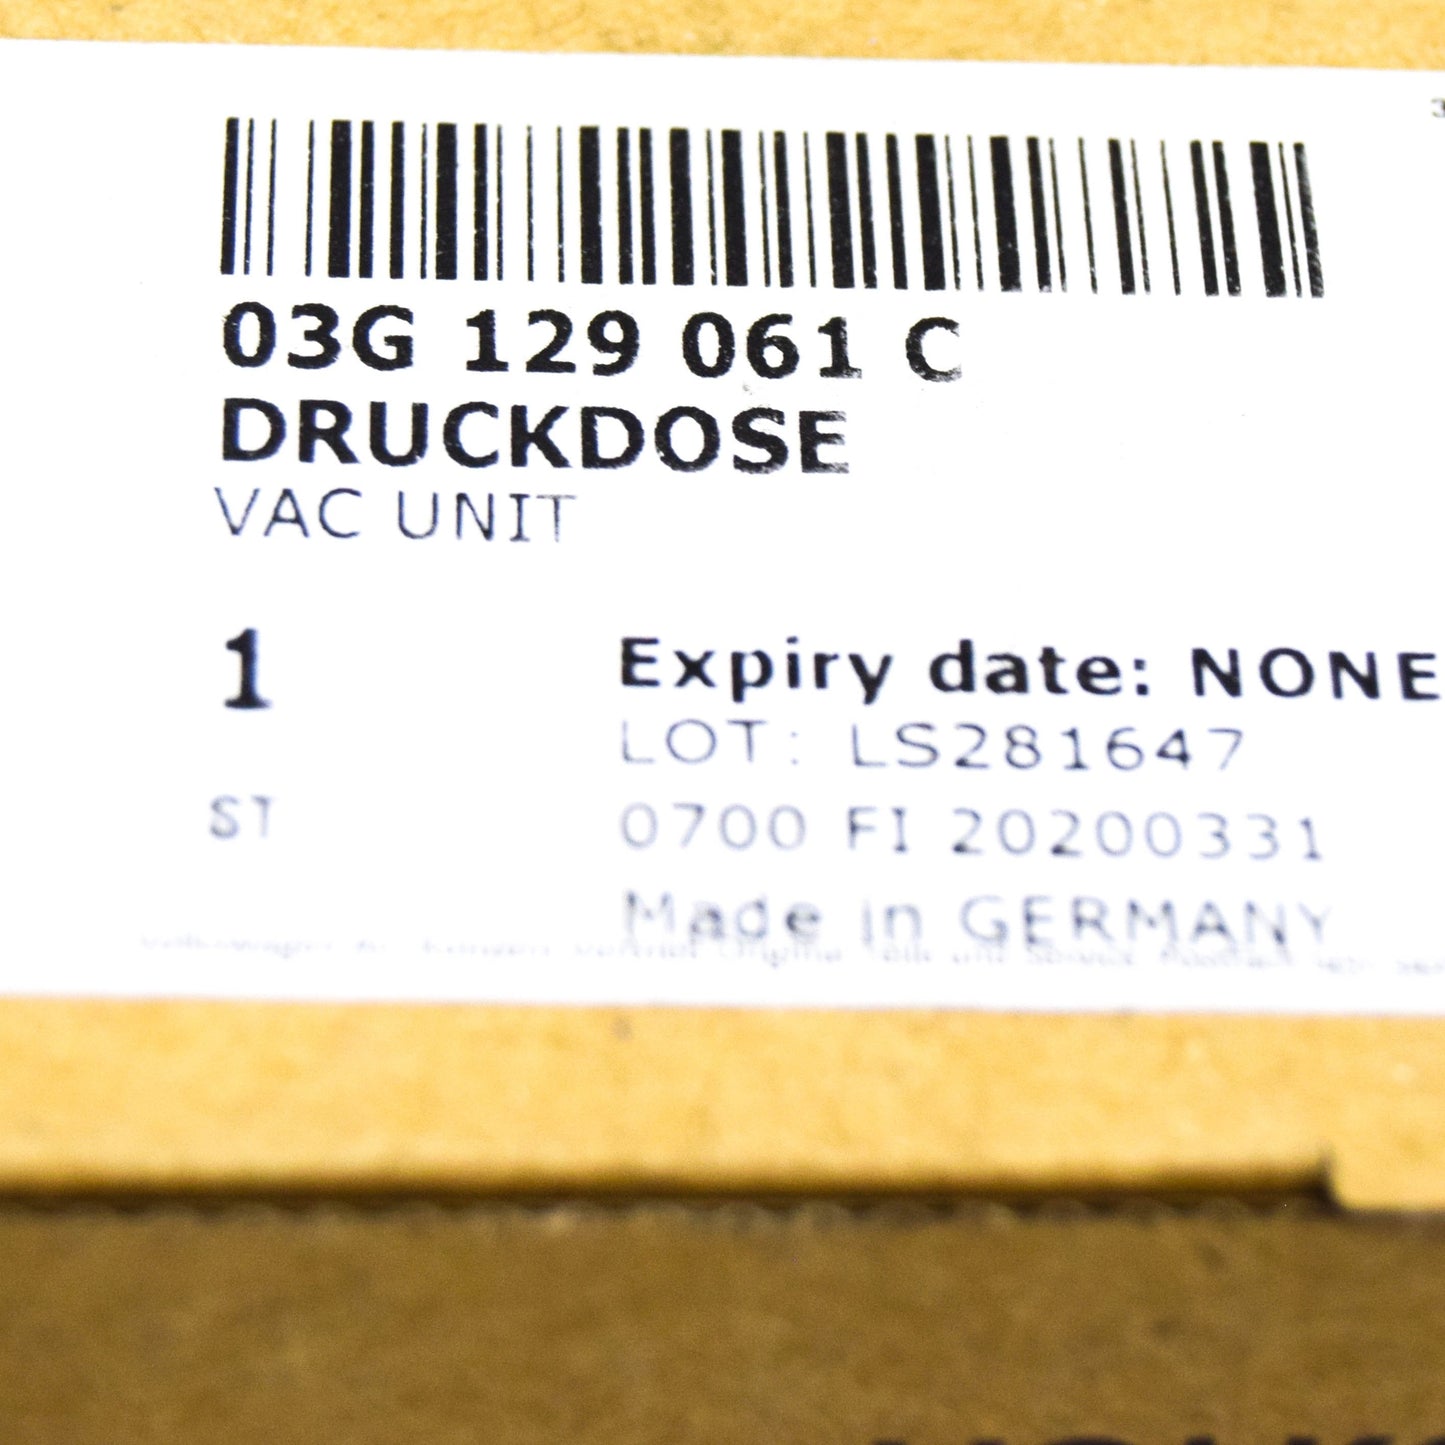 03G 129 061 C
DRUCKDOSE
VAC UNIT
1
Expiry date: NONE
LOT: LS281647
ST
0700 FI 20200331
Made in GERMANY